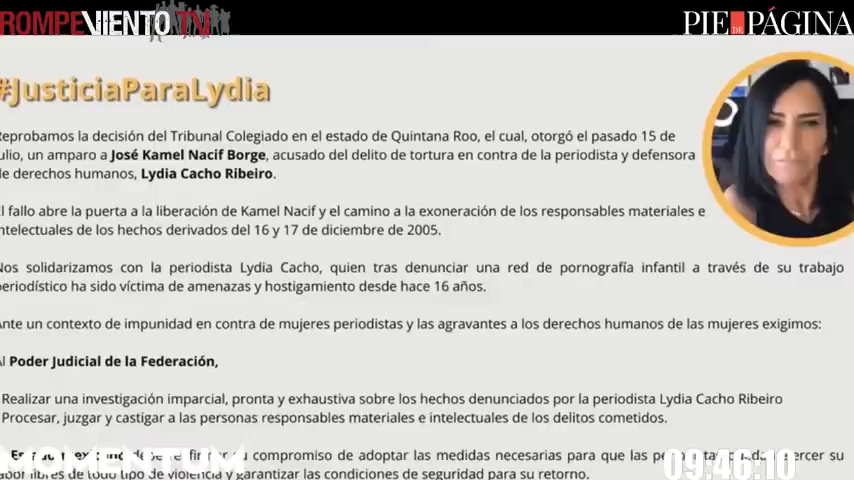 ROMPEVIENTO TV
PIE DE PÁGINA
#JusticiaParaLydia
Reprobamos la decisión del Tribunal Colegiado en el estado de Quintana Roo, el cual, otorgó el pasado 15 de
ulio, un amparo a José Kamel Nacif Borge, acusado del delito de tortura en contra de la periodista y defensora
de derechos humanos, Lydia Cacho Ribeiro.
El fallo abre la puerta a la liberación de Kamel Nacif y el camino a la exoneración de los responsables materiales e
ntelectuales de los hechos derivados del 16 y 17 de diciembre de 2005.
Nos solidarizamos con la periodista Lydia Cacho, quien tras denunciar una red de pornografía infantil a través de su trabajo
periodístico ha sido víctima de amenazas y hostigamiento desde hace 16 años.
Ante un contexto de impunidad en contra de mujeres periodistas y las agravantes a los derechos humanos de las mujeres exigimos:
Al Poder Judicial de la Federación,
Realizar una investigación imparcial, pronta y exhaustiva sobre los hechos denunciados por la periodista Lydia Cacho Ribeiro
Procesar, juzgar y castigar a las personas responsables materiales e intelectuales de los delitos cometidos.
su compromiso de adoptar las medidas necesarias para que las su
labor libres de todo tipo de violencia y garantizar las condiciones de seguridad para su retorno.
MOMENTUM
09:46:10